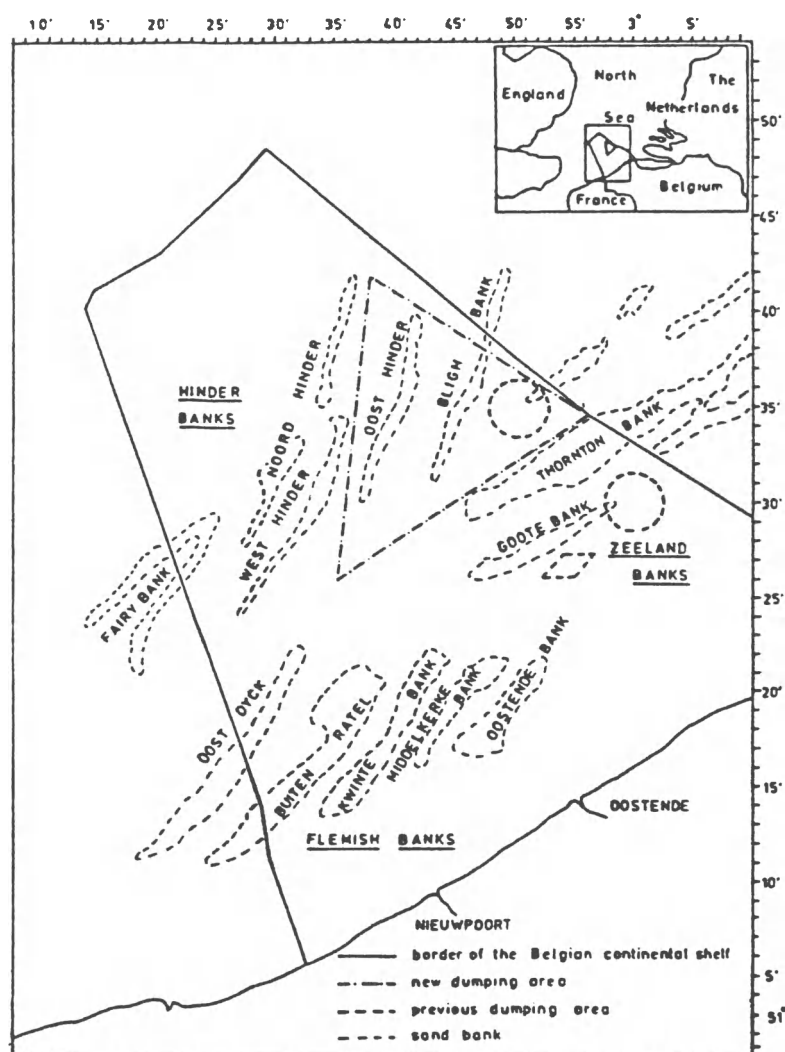 10' 15' 20' 25' 30' 35' 40' 45' 50' 55' 3° 5'
North
The
England
Netherlands
Sea
Belgium
France
50'
45'
40'
35'
30'
25'
20'
15'
10'
5'
51°
HINDER
BANKS
NOORD HINDER
WEST HINDER
OOST HINDER
BLIGH BANK
THORNTON BANK
GOOTE BANK
ZEELAND
BANKS
FAIRY BANK
OOST DYCK
BUITEN RATEL
KWINTE BANK
MIDDELKERKE BANK
OOSTENDE BANK
FLEMISH BANKS
OOSTENDE
NIEUWPOORT
border of the Belgian continental shelf
new dumping area
previous dumping area
sand bank